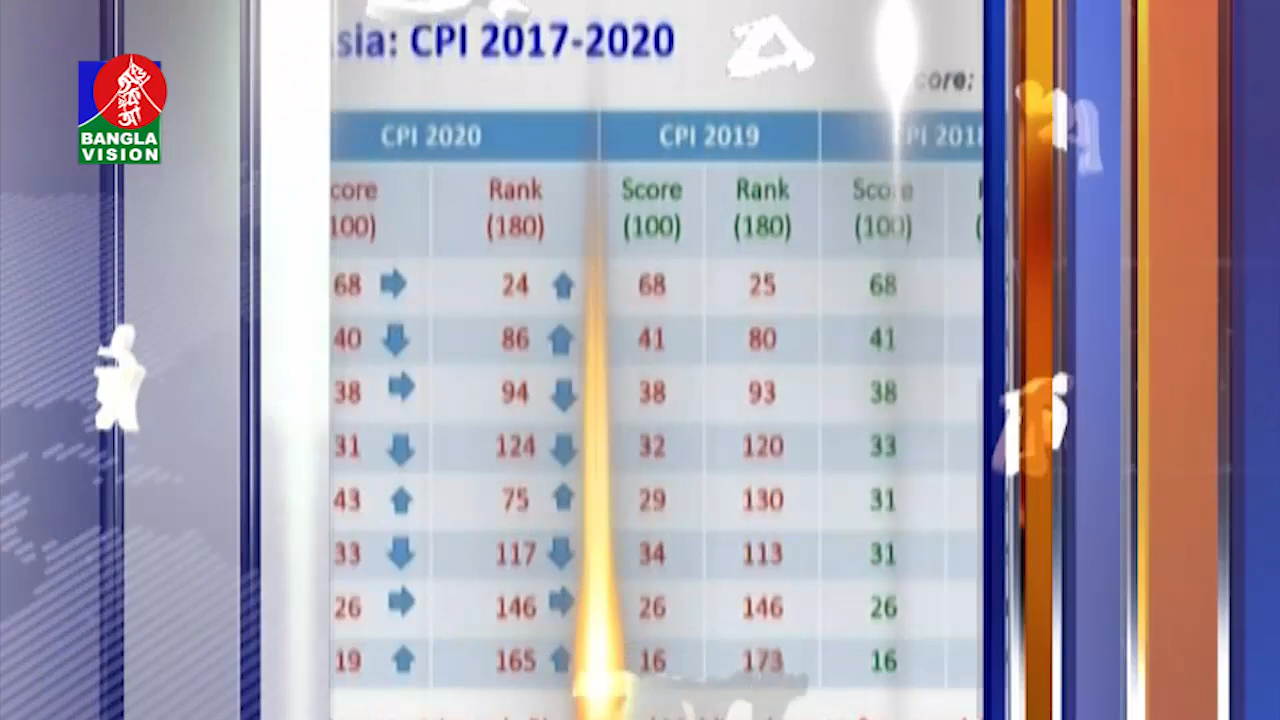 sia: CPI 2017-2020
core:
BANGLA
VISION
CPI 2020 CPI 2019 PI 2018
core Rank Score Rank Score
100) (180) (100) (180) (100) (
68 24 68 25 68
40 86 41 80 41
38 94 38 93 38
31 124 32 120 33
43 75 29 130 31
33 117 34 113 31
26 146 26 146 26
19 165 16 173 16